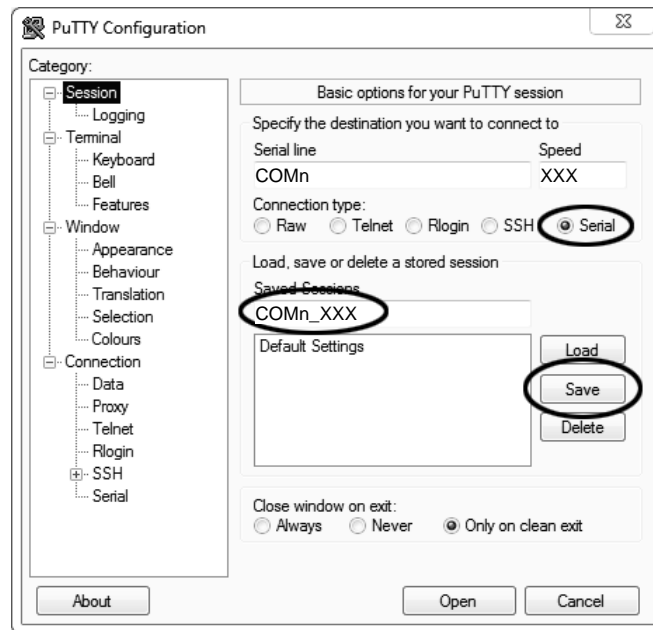 PuTTY Configuration
Category:
Session
Logging
Terminal
Keyboard
Bell
Features
Window
Appearance
Behaviour
Translation
Selection
Colours
Connection
Data
Proxy
Telnet
Rlogin
SSH
Serial
Basic options for your PuTTY session
Specify the destination you want to connect to
Serial line Speed
COMn XXX
Connection type:
Raw Telnet Rlogin SSH Serial
Load, save or delete a stored session
Saved Sessions
COMn_XXX
Default Settings
Load
Save
Delete
Close window on exit:
Always Never Only on clean exit
About Open Cancel